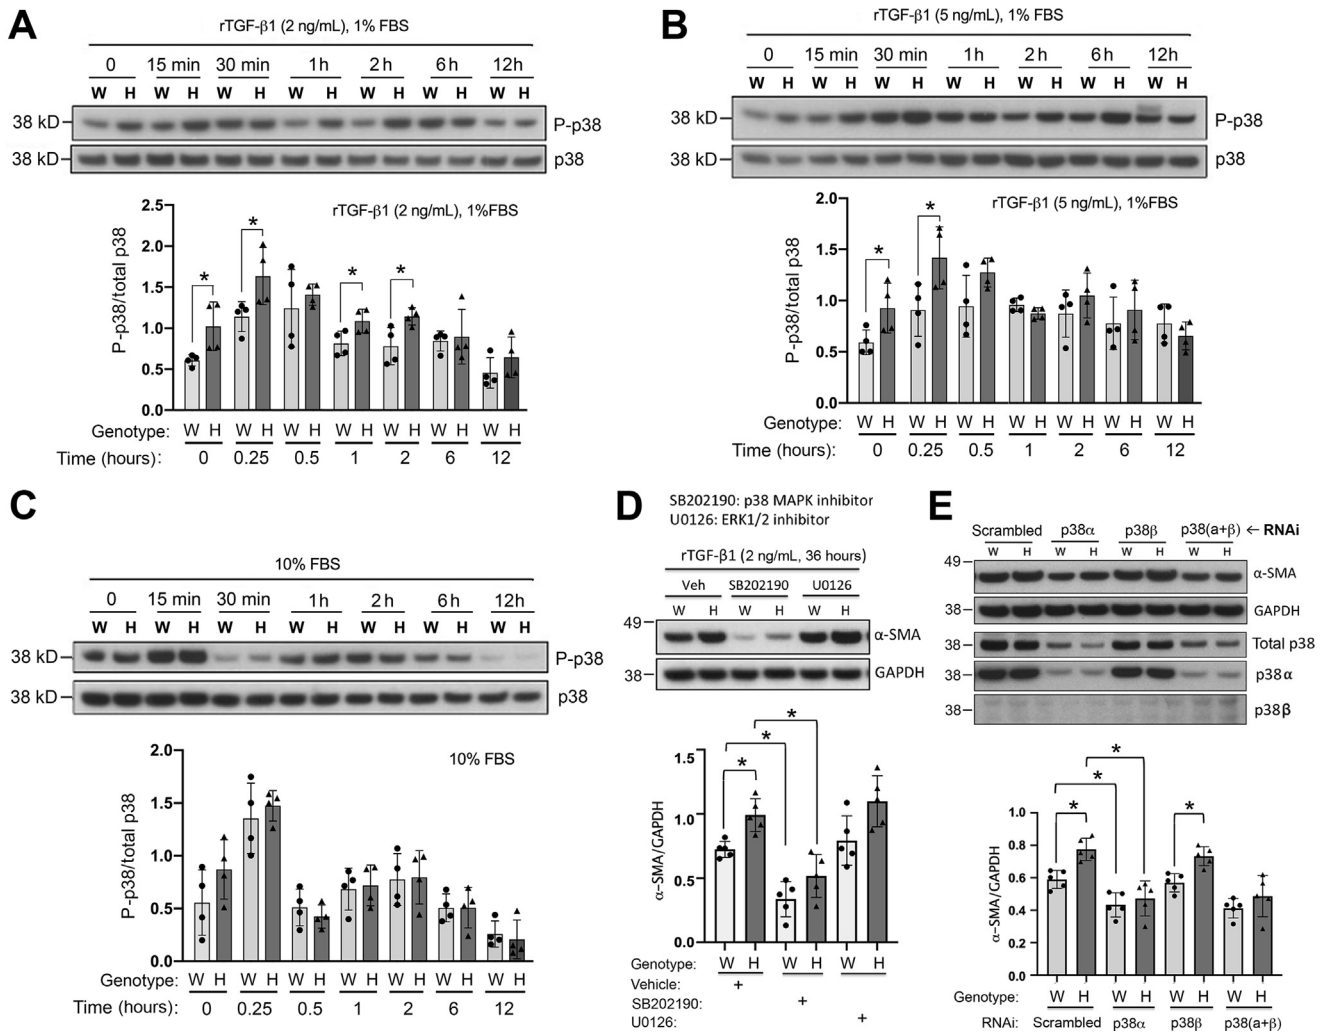 A
rTGF-β1 (2 ng/mL), 1% FBS
0 15 min 30 min 1h 2h 6h 12h
W H W H W H W H W H W H W H
38 kD P-p38
38 kD p38
rTGF-β1 (2 ng/mL), 1%FBS
P-p38/total p38
2.5
2.0
1.5
1.0
0.5
0.0
* * * *
Genotype: W H W H W H W H W H W H W H
Time (hours): 0 0.25 0.5 1 2 6 12
B
rTGF-β1 (5 ng/mL), 1% FBS
0 15 min 30 min 1h 2h 6h 12h
W H W H W H W H W H W H W H
38 kD P-p38
38 kD p38
rTGF-β1 (5 ng/mL), 1%FBS
P-p38/total p38
2.0
1.5
1.0
0.5
0.0
* *
Genotype: W H W H W H W H W H W H W H
Time (hours): 0 0.25 0.5 1 2 6 12
C
10% FBS
0 15 min 30 min 1h 2h 6h 12h
W H W H W H W H W H W H W H
38 kD P-p38
38 kD p38
10% FBS
P-p38/total p38
2.0
1.5
1.0
0.5
0.0
Genotype: W H W H W H W H W H W H W H
Time (hours): 0 0.25 0.5 1 2 6 12
D
SB202190: p38 MAPK inhibitor
U0126: ERK1/2 inhibitor
rTGF-β1 (2 ng/mL, 36 hours)
Veh SB202190 U0126
W H W H W H
49
α-SMA
38 GAPDH
α-SMA/GAPDH
1.5
1.0
0.5
0.0
* * *
Genotype: W H W H W H
Vehicle: +
SB202190: +
U0126: +
E
Scrambled p38α p38β p38(a+β) ← RNAi
W H W H W H W H
49
α-SMA
38 GAPDH
38 Total p38
38 p38α
38 p38β
α-SMA/GAPDH
1.0
0.8
0.6
0.4
0.2
0.0
* * * *
Genotype: W H W H W H W H
RNAi: Scrambled p38α p38β p38(a+β)